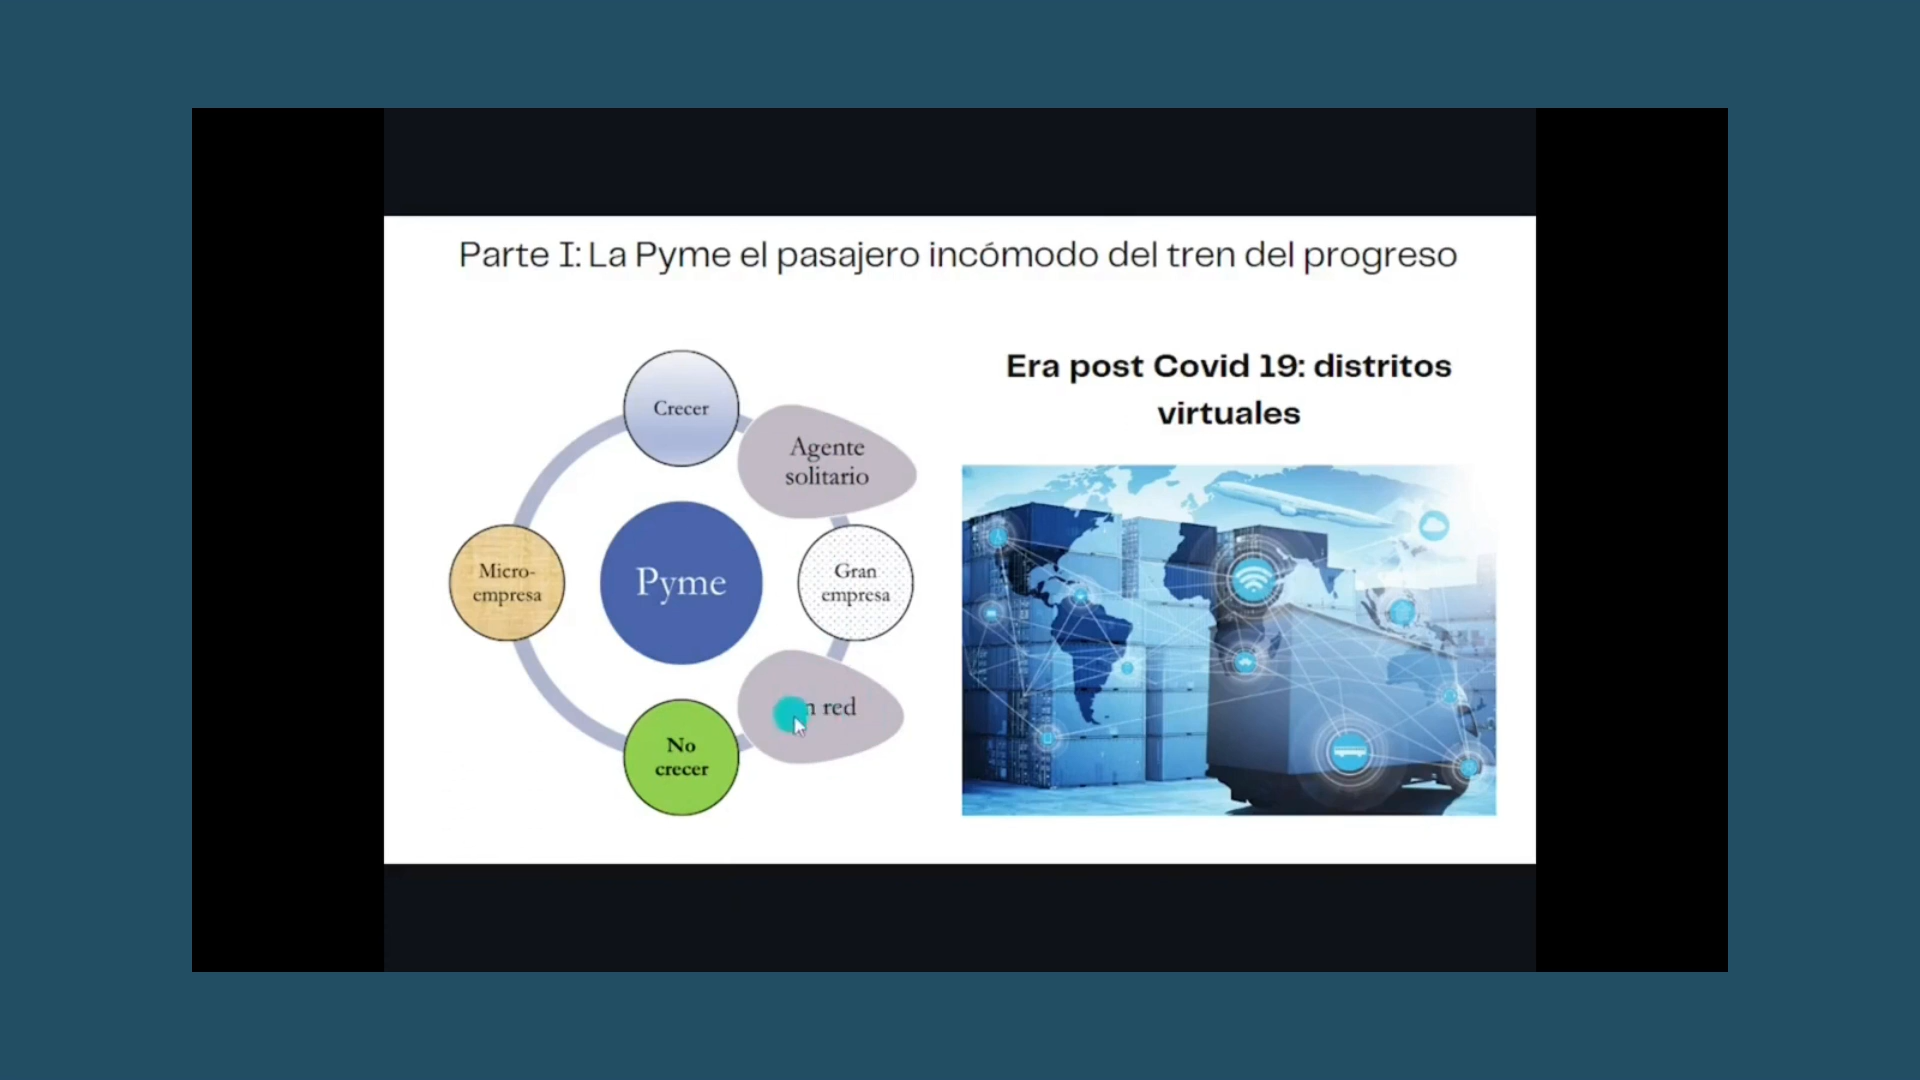 Parte I: La Pyme el pasajero incómodo del tren del progreso
Crecer
Agente
solitario
Micro-
empresa
Pyme
Gran
empresa
red
No
crecer
Era post Covid 19: distritos
virtuales